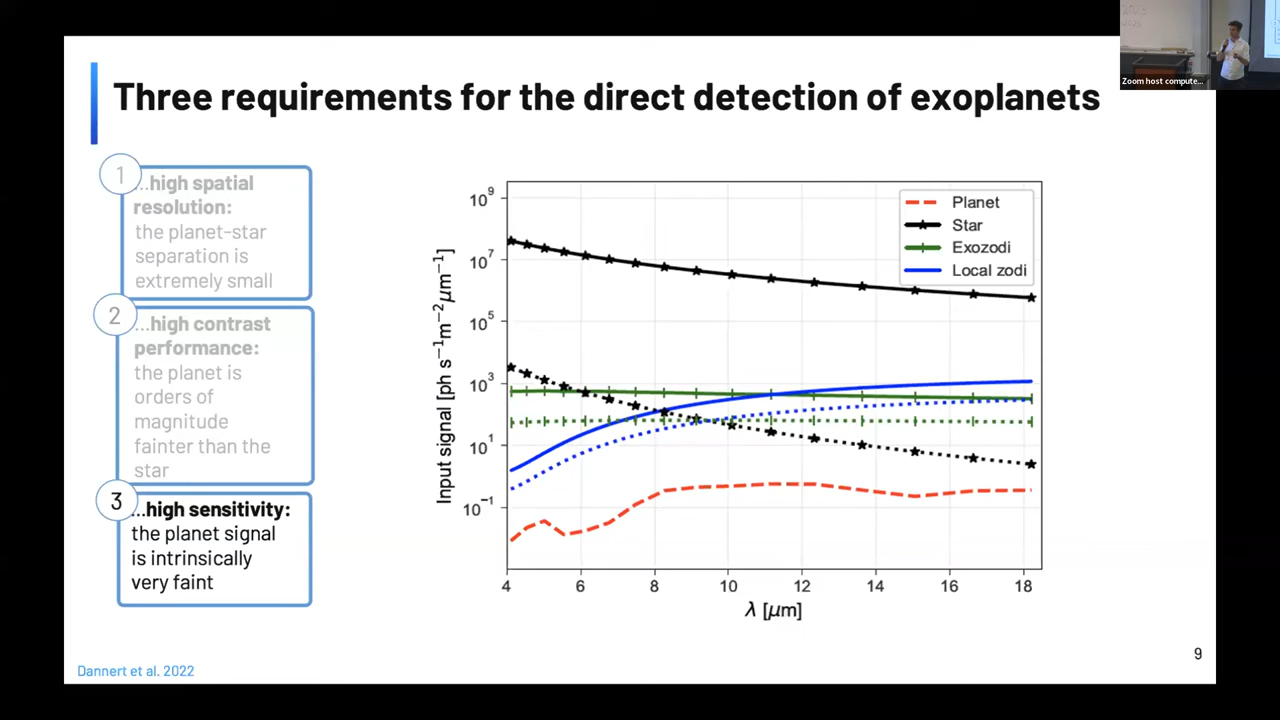 Three requirements for the direct detection of exoplanets
1
...high spatial
resolution:
the planet-star
separation is
extremely small
2
...high contrast
performance:
the planet is
orders of
magnitude
fainter than the
star
3
...high sensitivity:
the planet signal
is intrinsically
very faint
Input signal [ph s⁻¹m⁻²μm⁻¹]
10⁹
10⁷
10⁵
10³
10¹
10⁻¹
Planet
Star
Exozodi
Local zodi
4 6 8 10 12 14 16 18
λ [μm]
Dannert et al. 2022
9
Zoom host compute...